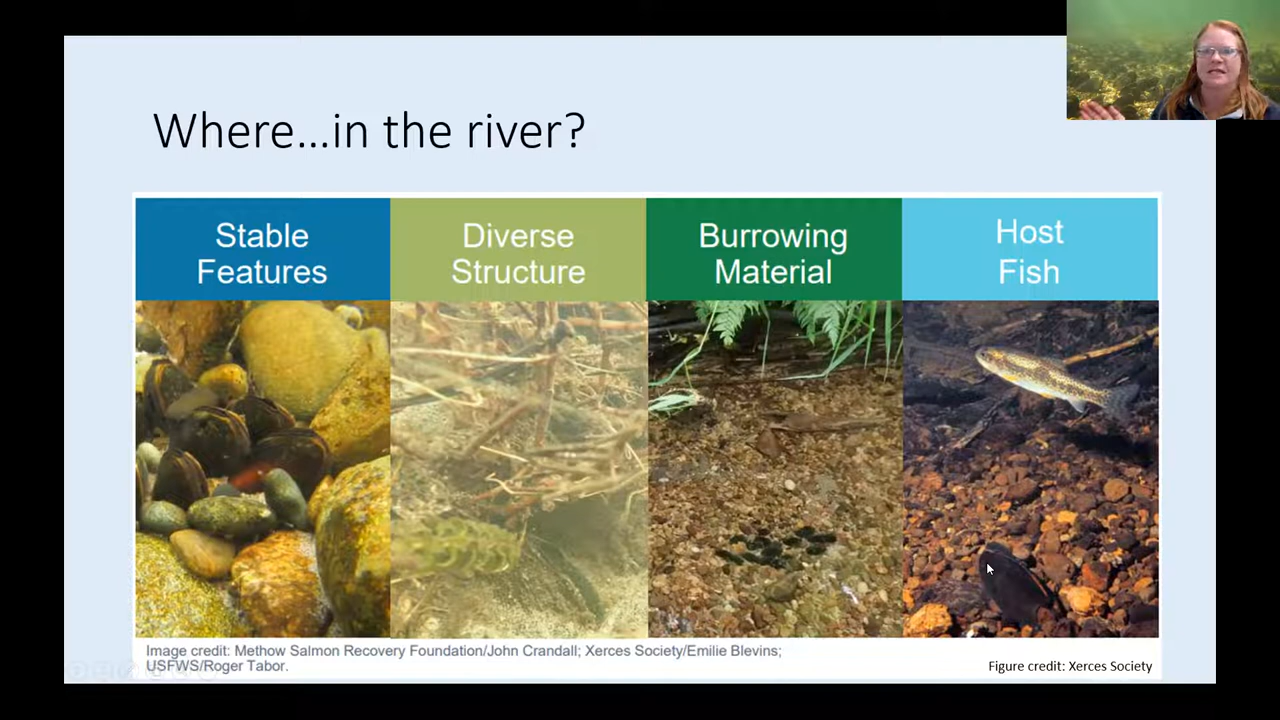 Where...in the river?
Stable
Features
Diverse
Structure
Burrowing
Material
Host
Fish
Image credit: Methow Salmon Recovery Foundation/John Crandall; Xerces Society/Emilie Blevins;
USFWS/Roger Tabor.
Figure credit: Xerces Society